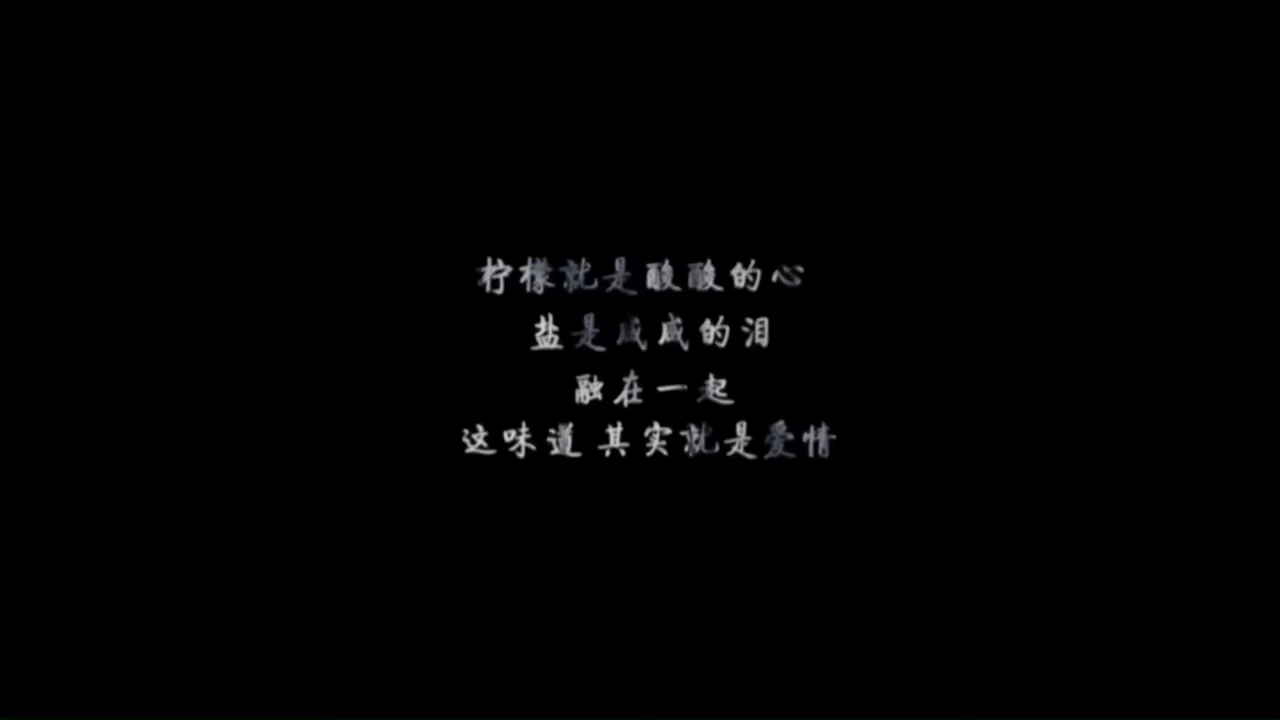 柠檬就是酸酸的心
盐是咸咸的泪
融在一起
这味道 其实就是爱情